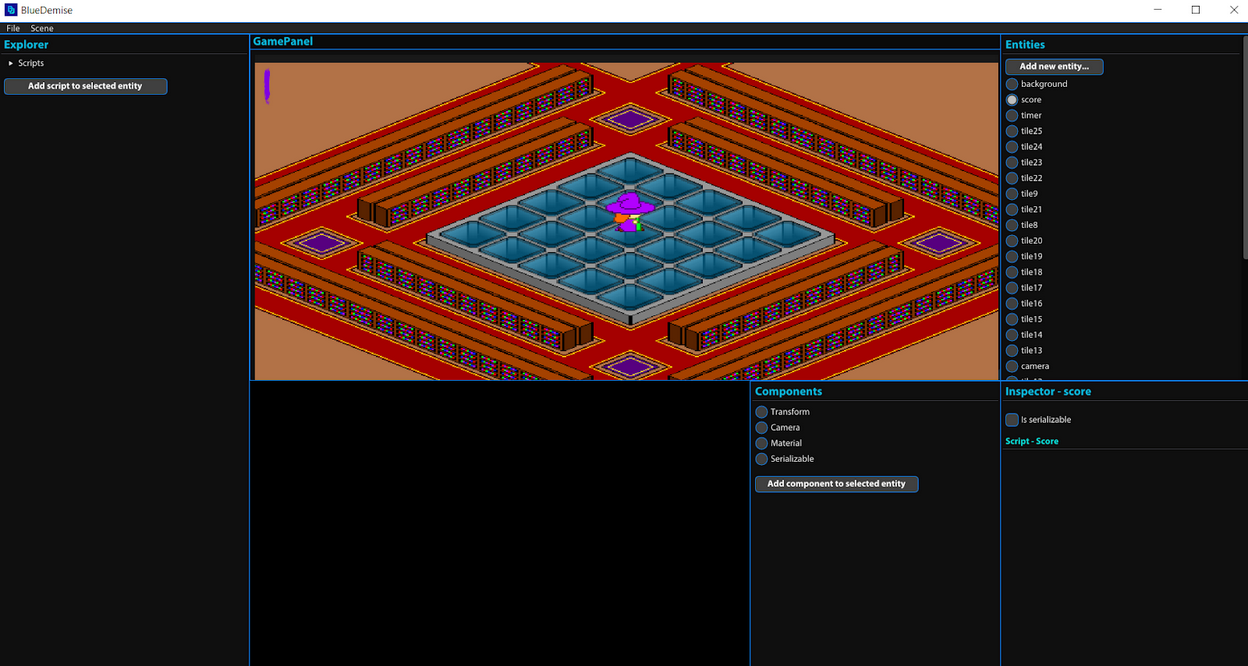 BlueDemise
File Scene
Explorer
Scripts
Add script to selected entity
GamePanel
Entities
Add new entity...
background
score
timer
tile25
tile24
tile23
tile22
tile9
tile21
tile8
tile20
tile19
tile18
tile17
tile16
tile15
tile14
tile13
camera
Components
Transform
Camera
Material
Serializable
Add component to selected entity
Inspector - score
Is serializable
Script - Score